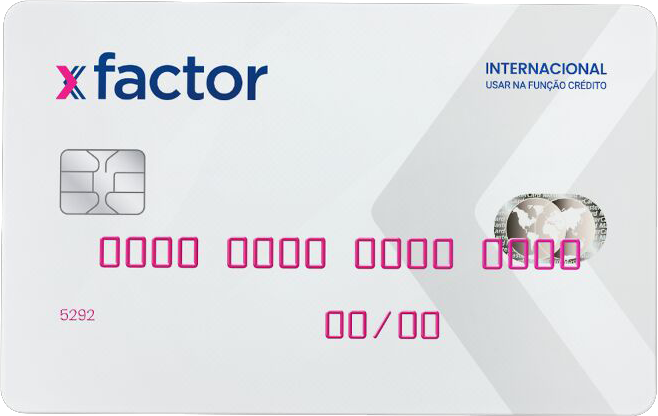 xfactor
INTERNACIONAL
USAR NA FUNÇÃO CRÉDITO
0000 0000 0000 0000
5292
00/00